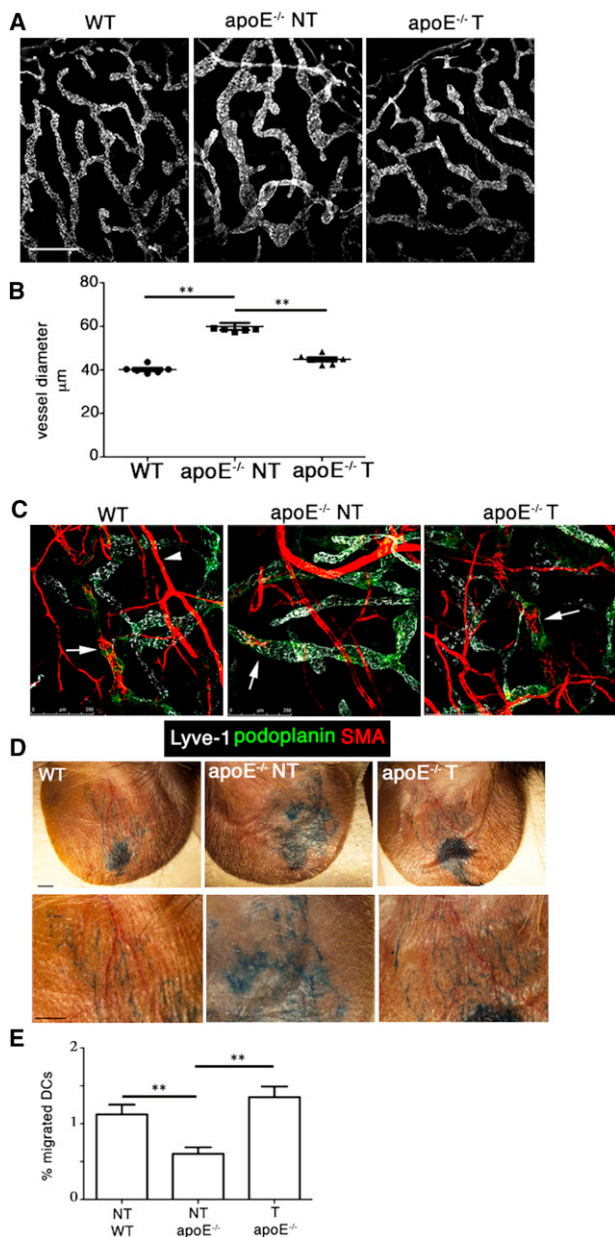 A
WT
apoE-/- NT
apoE-/- T
B
80
60
40
20
0
vessel diameter
µm
**
**
WT
apoE-/- NT
apoE-/- T
C
WT
apoE-/- NT
apoE-/- T
Lyve-1 podoplanin SMA
D
WT
apoE-/- NT
apoE-/- T
E
2
1
0
% migrated DCs
**
**
NT
WT
NT
apoE-/-
T
apoE-/-